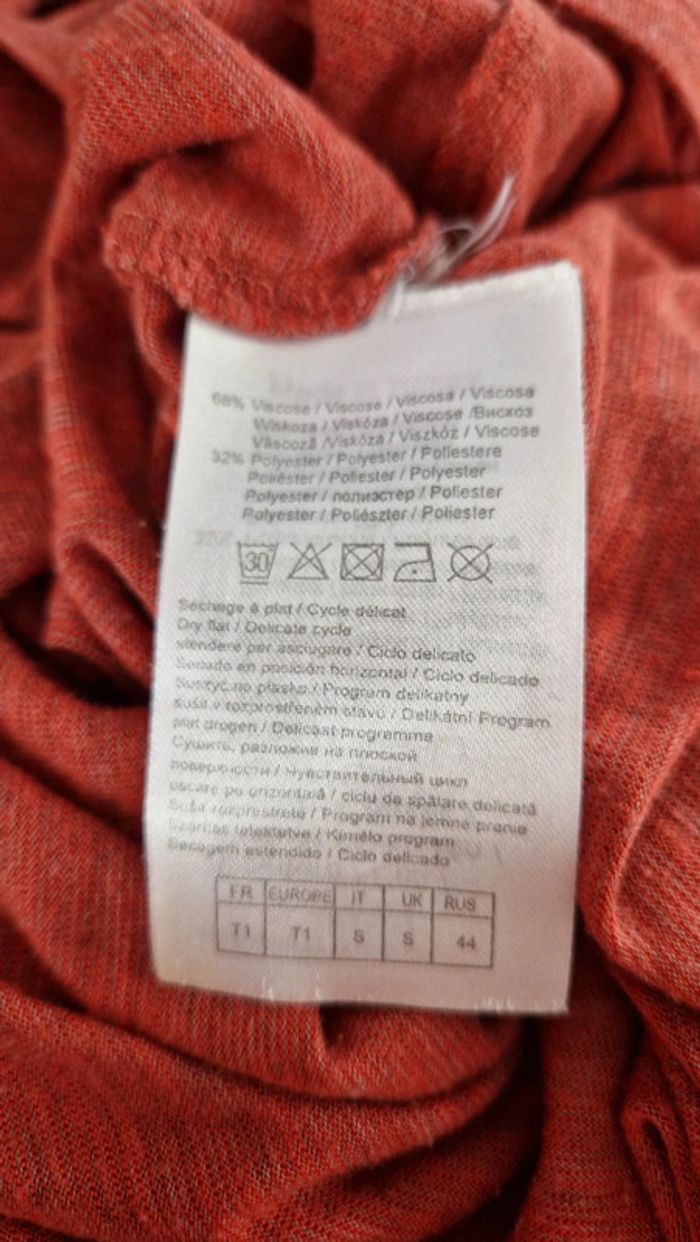 68% Viscose / Viscose / Viscosa / Viscosa
Wiskoza / Viskóza / Viscose /Вискоз
Vâscoză /Viskóza / Viszkóz / Viscose
32% Polyester / Polyester / Poliestere
Poliéster / Poliester / Polyester
Polyester / полиэстер / Poliester
Polyester / Poliészter / Poliester
30
Séchage à plat / Cycle délicat
Dry flat / Delicate cycle
stendere per asciugare / Ciclo delicato
Secado en posición horizontal / Ciclo delicado
Suszyć na płasko / Program delikatny
sušit v rozprostřeném stavu / Delikátní Program
plat drogen / Delicaat programma
Сушить, разложив на плоской
поверхности / Чувствительный цикл
uscare pe orizontală / ciclu de spălare delicată
Sušiť rozprestreté / Program na jemné pranie
/ Kímélő program
Secagem estendido / Ciclo delicado
FR EUROPE IT UK RUS
T1 T1 S S 44